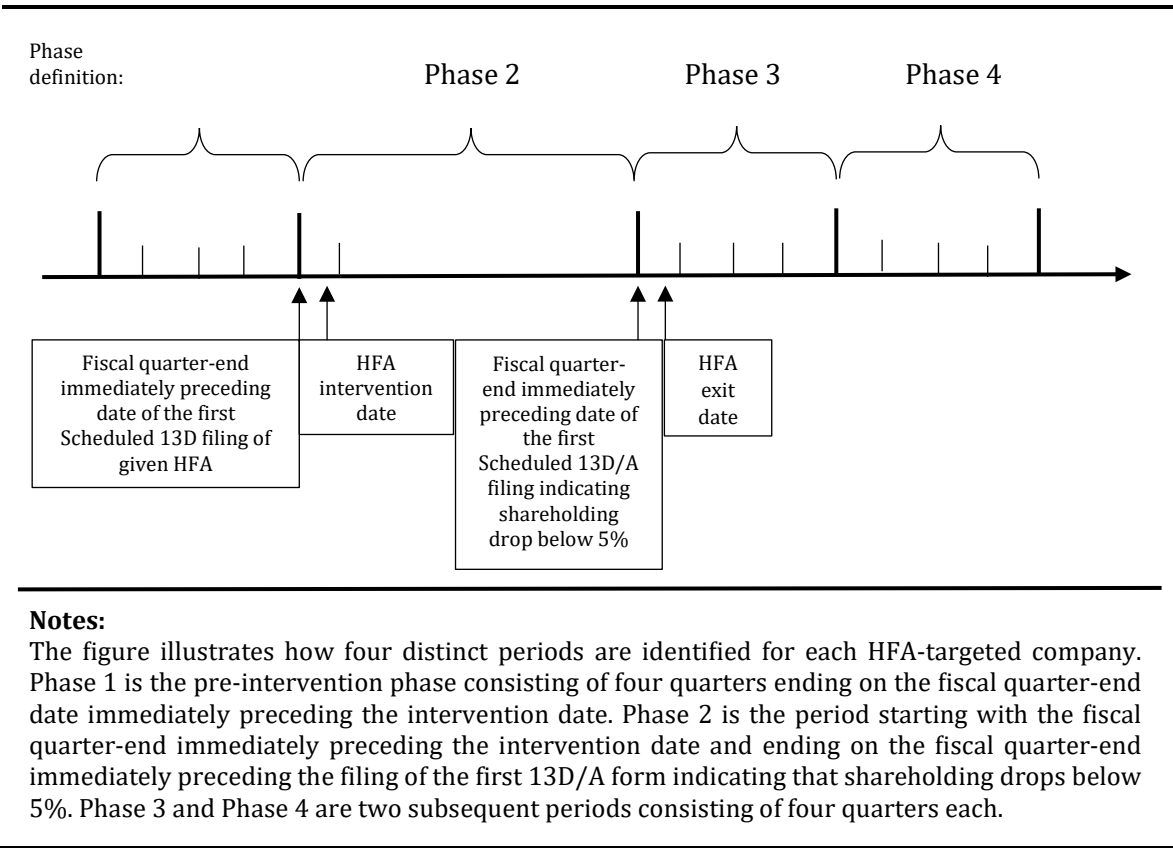 Phase
definition:
Phase 2
Phase 3
Phase 4
Fiscal quarter-end
immediately preceding
date of the first
Scheduled 13D filing of
given HFA
HFA
intervention
date
Fiscal quarter-
end immediately
preceding date of
the first
Scheduled 13D/A
filing indicating
shareholding
drop below 5%
HFA
exit
date
Notes:
The figure illustrates how four distinct periods are identified for each HFA-targeted company.
Phase 1 is the pre-intervention phase consisting of four quarters ending on the fiscal quarter-end
date immediately preceding the intervention date. Phase 2 is the period starting with the fiscal
quarter-end immediately preceding the intervention date and ending on the fiscal quarter-end
immediately preceding the filing of the first 13D/A form indicating that shareholding drops below
5%. Phase 3 and Phase 4 are two subsequent periods consisting of four quarters each.